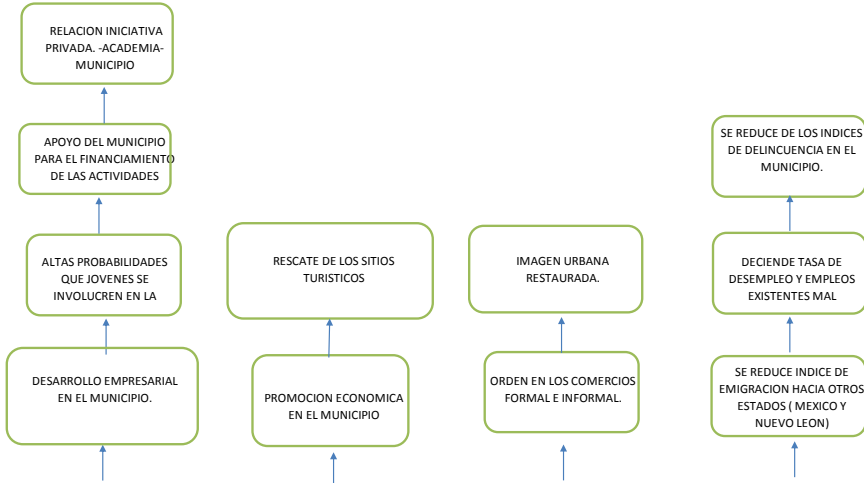 RELACION INICIATIVA
PRIVADA. -ACADEMIA-
MUNICIPIO
APOYO DEL MUNICIPIO
PARA EL FINANCIAMIENTO
DE LAS ACTIVIDADES
ALTAS PROBABILIDADES
QUE JOVENES SE
INVOLUCREN EN LA
DESARROLLO EMPRESARIAL
EN EL MUNICIPIO.
RESCATE DE LOS SITIOS
TURISTICOS
PROMOCION ECONOMICA
EN EL MUNICIPIO
IMAGEN URBANA
RESTAURADA.
ORDEN EN LOS COMERCIOS
FORMAL E INFORMAL.
SE REDUCE DE LOS INDICES
DE DELINCUENCIA EN EL
MUNICIPIO.
DECIENDE TASA DE
DESEMPLEO Y EMPLEOS
EXISTENTES MAL
SE REDUCE INDICE DE
EMIGRACION HACIA OTROS
ESTADOS ( MEXICO Y
NUEVO LEON)